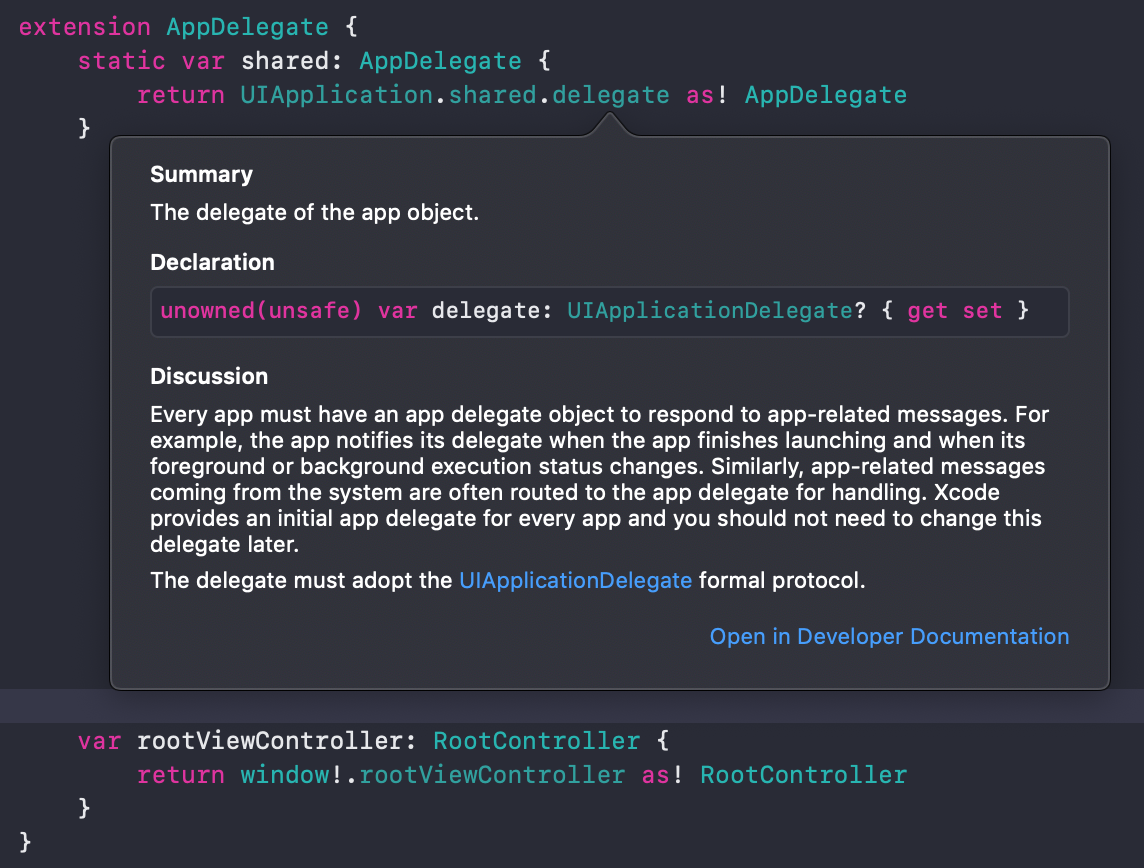 extension AppDelegate {
static var shared: AppDelegate {
return UIApplication.shared.delegate as! AppDelegate
}
Summary
The delegate of the app object.
Declaration
unowned(unsafe) var delegate: UIApplicationDelegate? { get set }
Discussion
Every app must have an app delegate object to respond to app-related messages. For
example, the app notifies its delegate when the app finishes launching and when its
foreground or background execution status changes. Similarly, app-related messages
coming from the system are often routed to the app delegate for handling. Xcode
provides an initial app delegate for every app and you should not need to change this
delegate later.
The delegate must adopt the UIApplicationDelegate formal protocol.
Open in Developer Documentation
var rootViewController: RootController {
return window!.rootViewController as! RootController
}
}